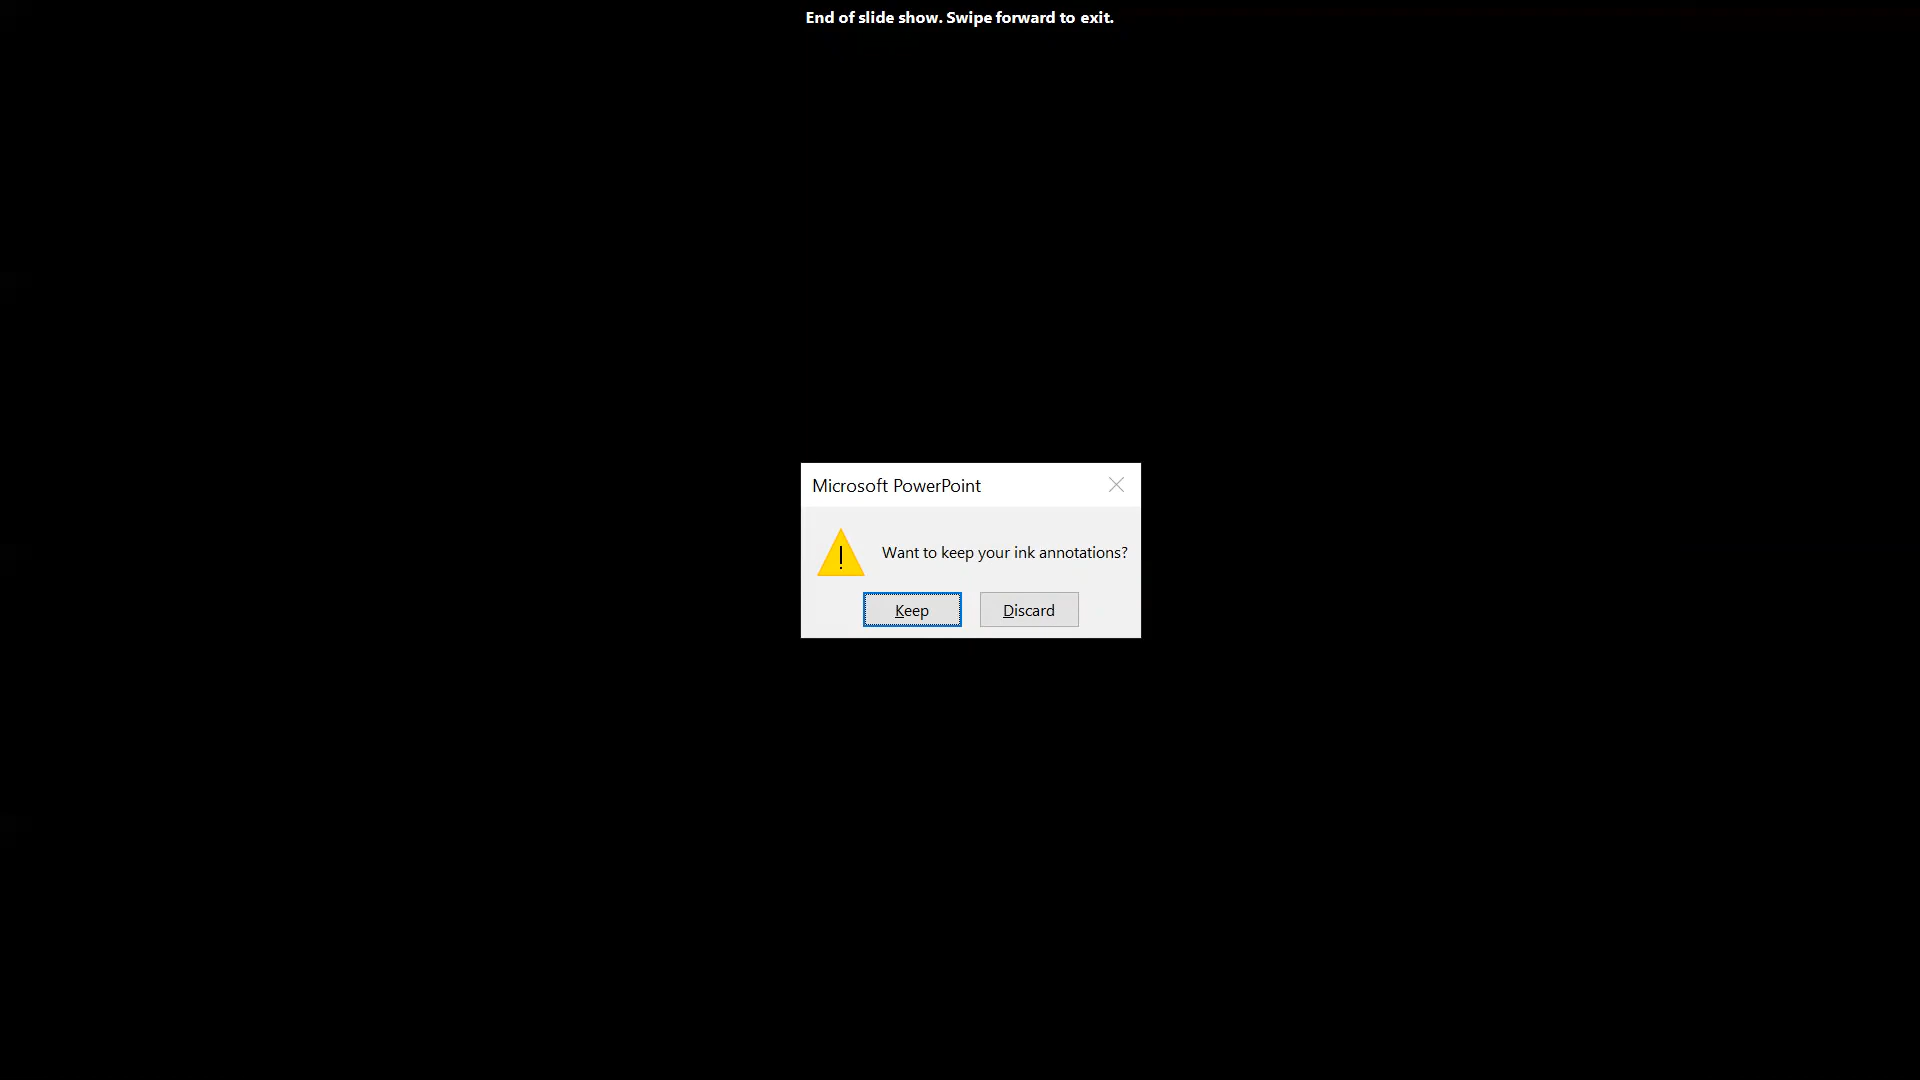 End of slide show. Swipe forward to exit.
Microsoft PowerPoint
Want to keep your ink annotations?
Keep
Discard